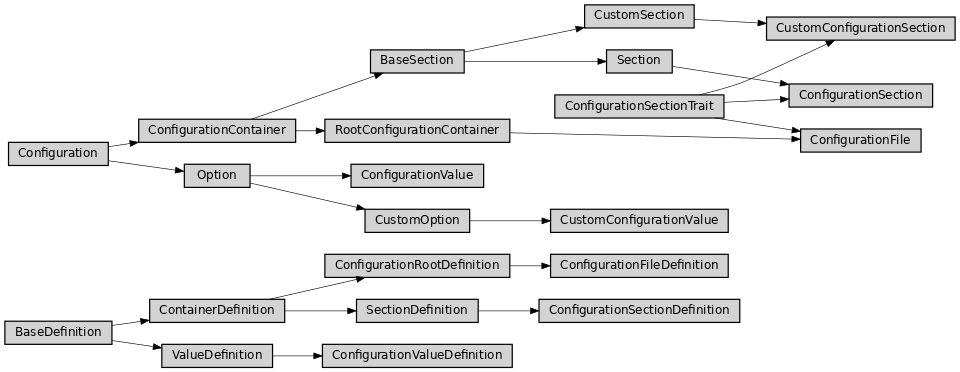 CustomSection
CustomConfigurationSection
BaseSection
Section
ConfigurationSection
ConfigurationSectionTrait
ConfigurationContainer
RootConfigurationContainer
ConfigurationFile
Configuration
Option
ConfigurationValue
CustomOption
CustomConfigurationValue
ConfigurationRootDefinition
ConfigurationFileDefinition
ContainerDefinition
SectionDefinition
ConfigurationSectionDefinition
BaseDefinition
ValueDefinition
ConfigurationValueDefinition